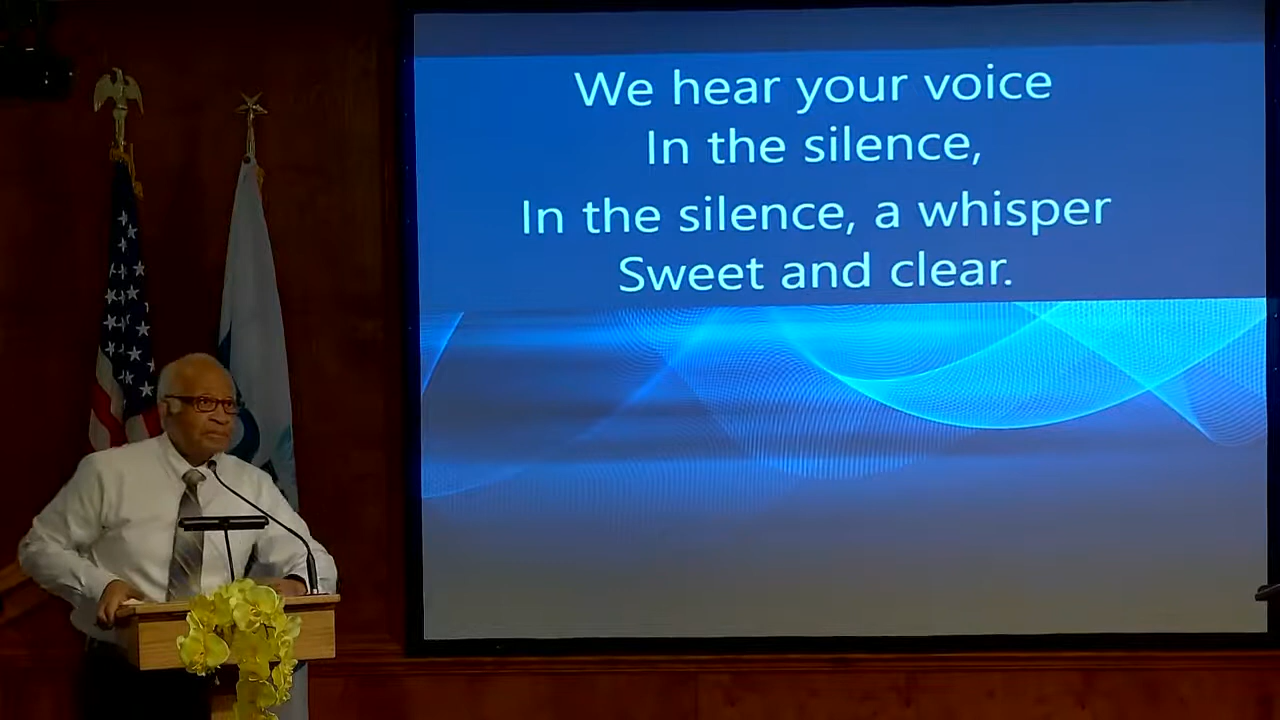 We hear your voice
In the silence,
In the silence, a whisper
Sweet and clear.